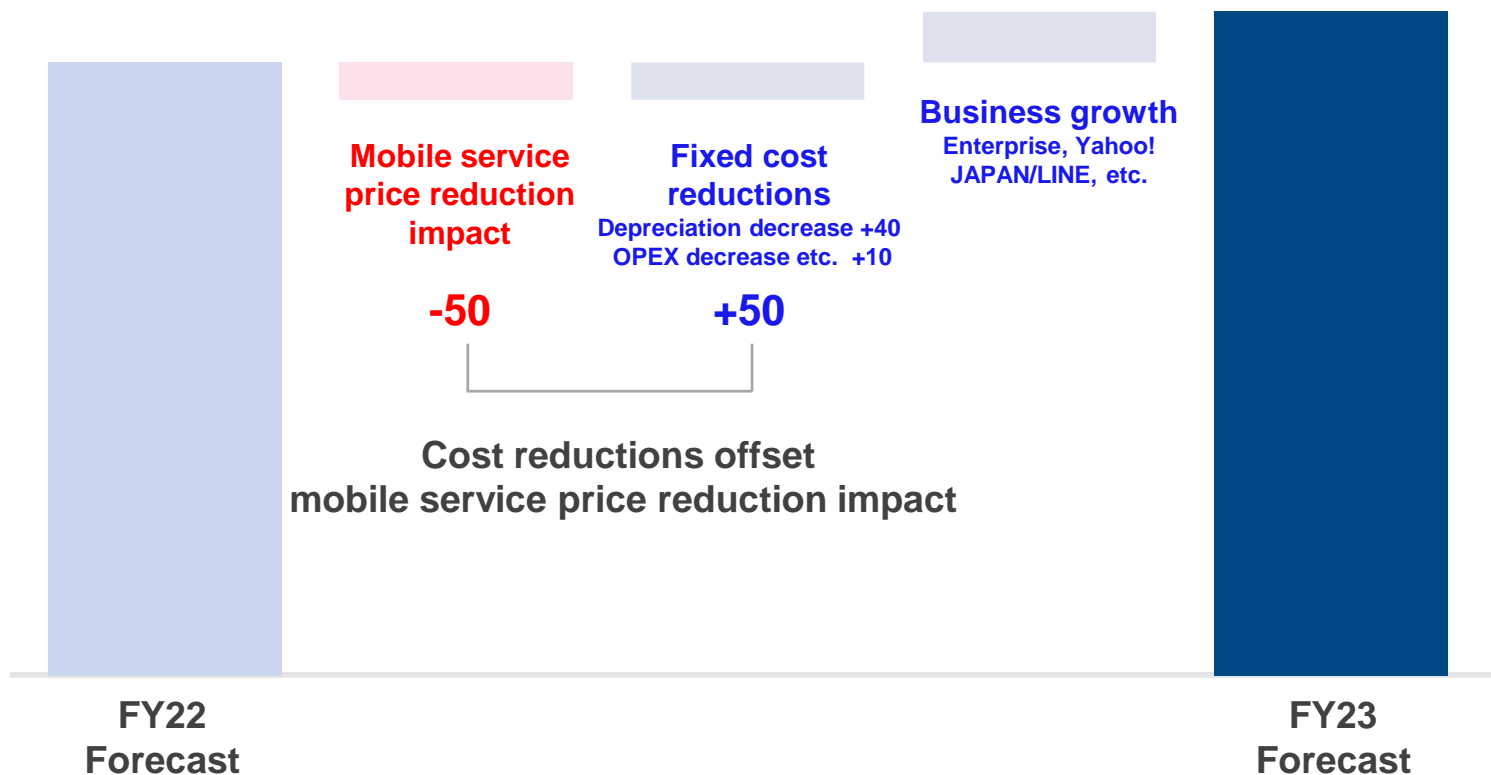 Mobile service
price reduction
impact
-50
Fixed cost
reductions
Depreciation decrease +40
OPEX decrease etc.  +10
+50
Business growth
Enterprise, Yahoo!
JAPAN/LINE, etc.
Cost reductions offset
mobile service price reduction impact
FY22
Forecast
FY23
Forecast